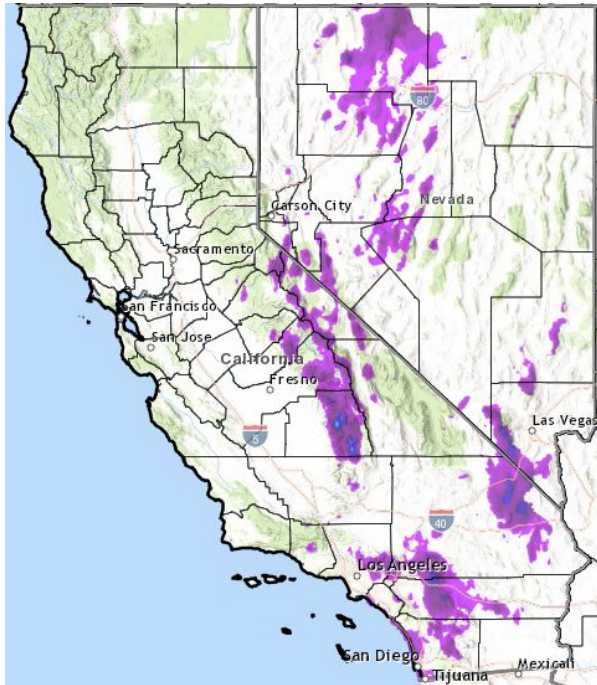 80
Carson City
Nevada
Sacramento
San Francisco
San Jose
California
Fresno
5
Las Vegas
40
Los Angeles
San Diego
Tijuana
Mexicali